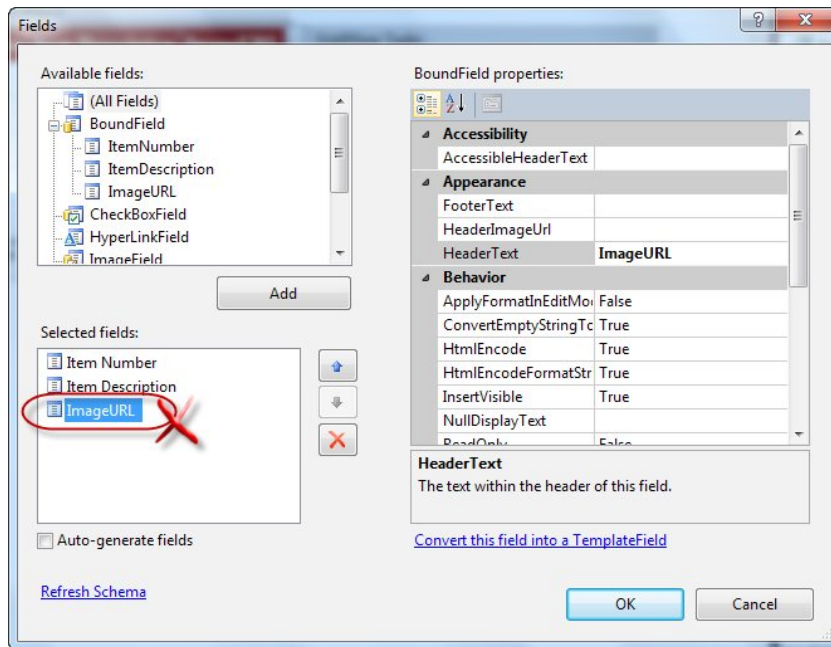 Fields
Available fields:
(All Fields)
BoundField
ItemNumber
ItemDescription
ImageURL
CheckBoxField
HyperLinkField
ImageField
Add
Selected fields:
Item Number
Item Description
ImageURL
Auto-generate fields
Refresh Schema
BoundField properties:
Accessibility
AccessibleHeaderText
Appearance
FooterText
HeaderImageUrl
HeaderText ImageURL
Behavior
ApplyFormatInEditMo False
ConvertEmptyStringTo True
HtmlEncode True
HtmlEncodeFormatStr True
InsertVisible True
NullDisplayText
ReadOnly False
HeaderText
The text within the header of this field.
Convert this field into a TemplateField
OK Cancel